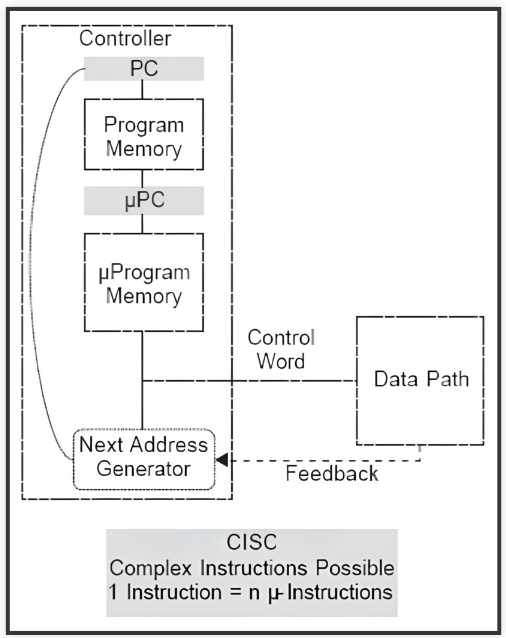 Controller
PC
Program
Memory
µPC
µProgram
Memory
Control
Word
Data Path
Next Address
Generator
Feedback
CISC
Complex Instructions Possible
1 Instruction = n µ-Instructions